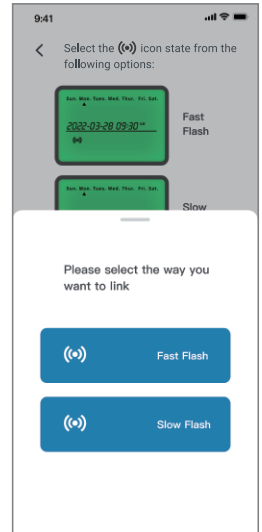 9:41
Select the ((•)) icon state from the
following options:
Sun. Mon. Tues. Wed. Thur. Fri. Sat.
2022-03-28 09:30
Fast
Flash
Sun. Mon. Tues. Wed. Thur. Fri. Sat.
Slow
Please select the way you
want to link
Fast Flash
Slow Flash